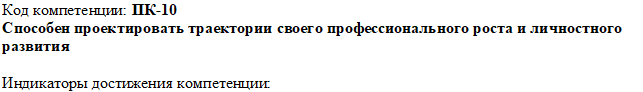 Код компетенции: ПК-10
Способен проектировать траектории своего профессионального роста и личностного
развития
Индикаторы достижения компетенции: